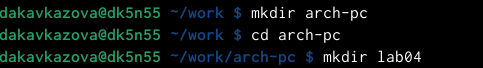 dakavkazova@dk5n55 ~/work $ mkdir arch-pc
dakavkazova@dk5n55 ~/work $ cd arch-pc
dakavkazova@dk5n55 ~/work/arch-pc $ mkdir lab04